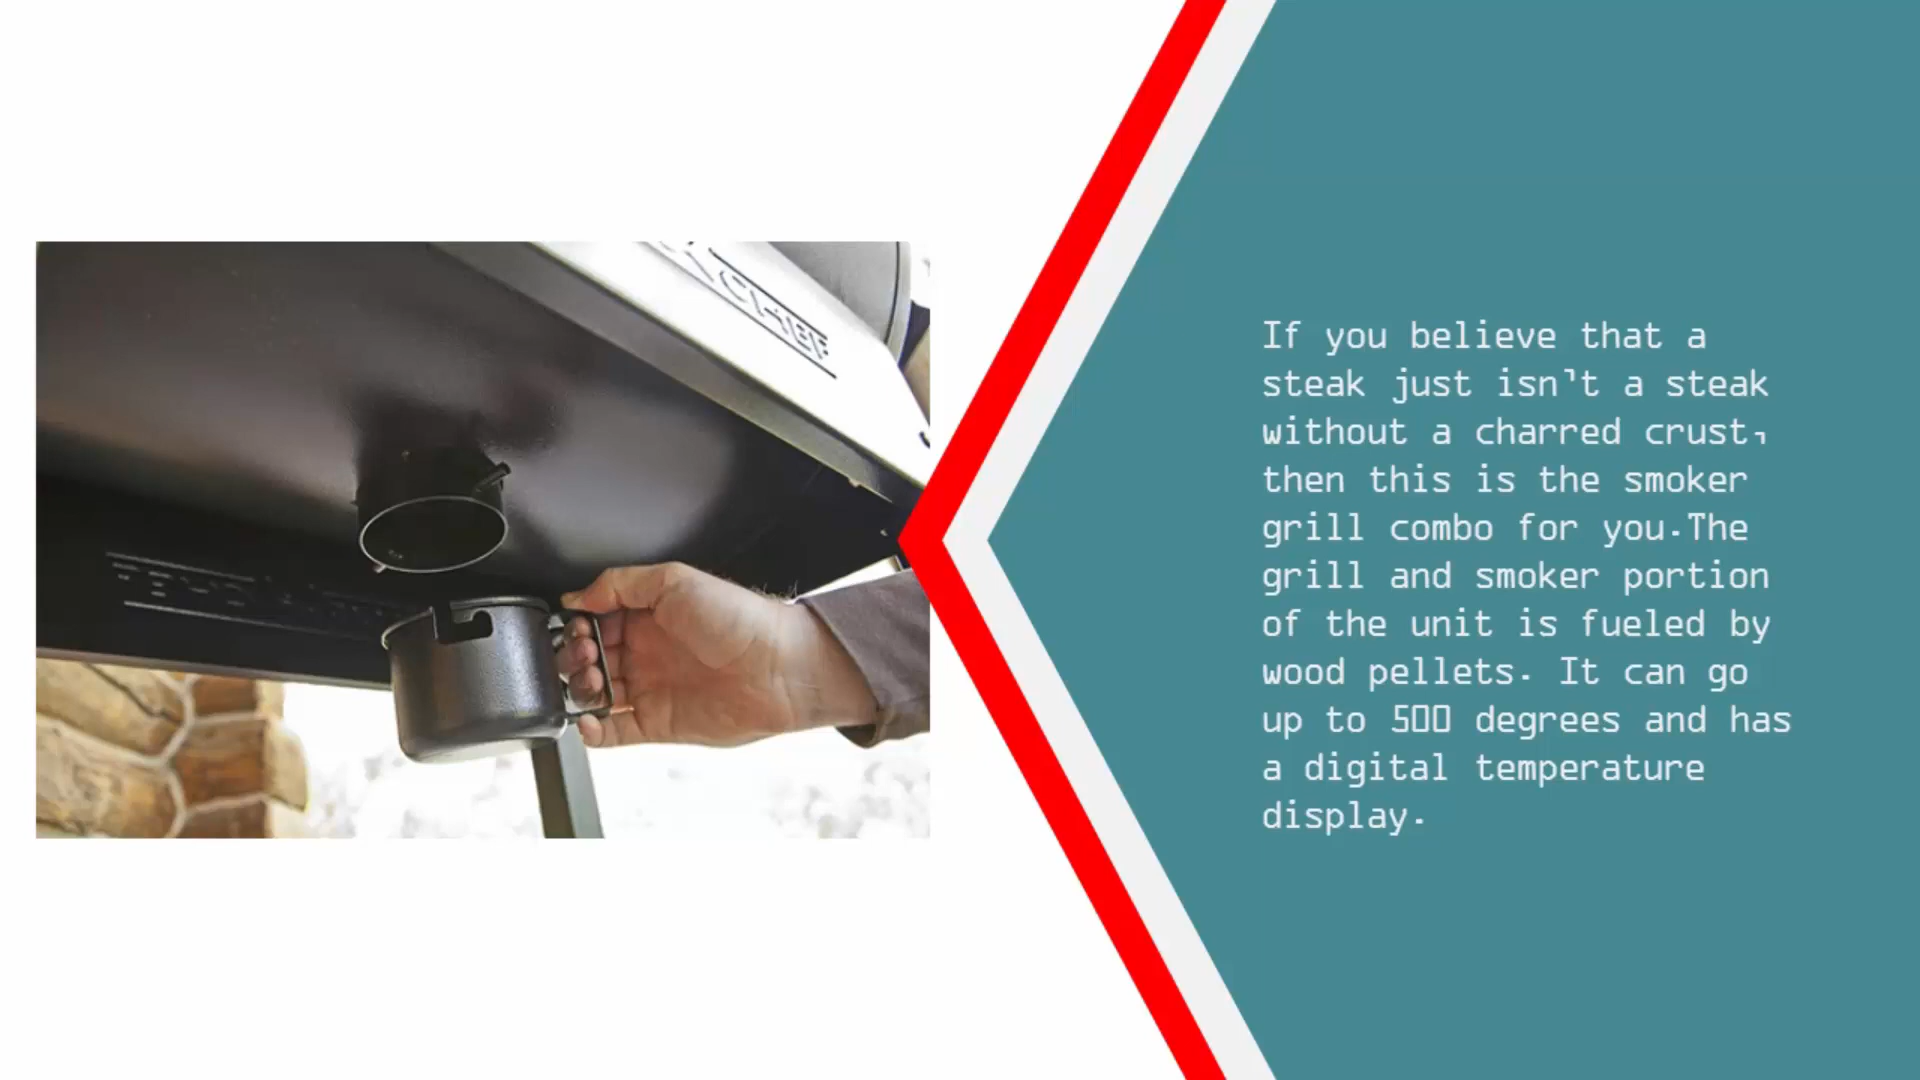 If you believe that a
steak just isn't a steak
without a charred crust,
then this is the smoker
grill combo for you.The
grill and smoker portion
of the unit is fueled by
wood pellets. It can go
up to 500 degrees and has
a digital temperature
display.